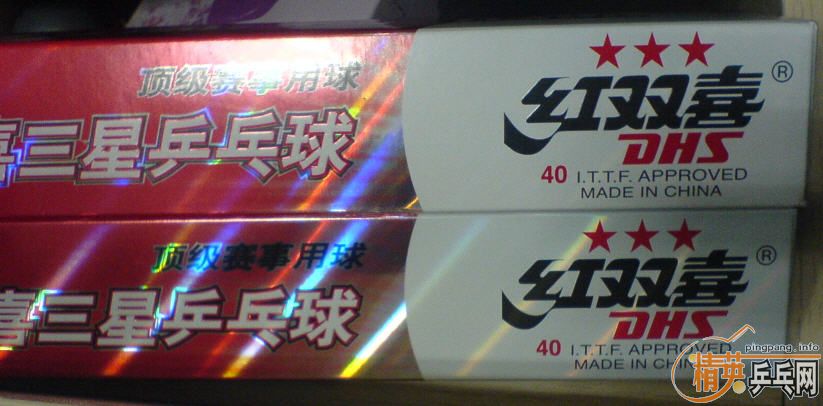 顶级赛事用球
喜三星乒乓球
★★★
红双喜®
DHS
40 I.T.T.F. APPROVED
MADE IN CHINA
顶级赛事用球
喜三星乒乓球
★★★
红双喜®
DHS
40 I.T.T.F. APPROVED
MADE IN CHIN
pingpang.info
精英乒乓网